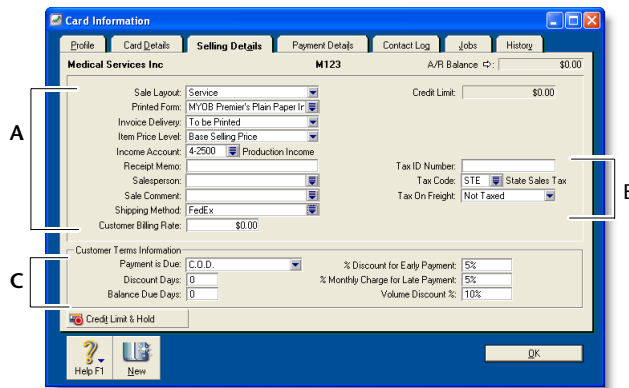 Card Information
Profile Card Details Selling Details Payment Details Contact Log Jobs History
Medical Services Inc M123 A/R Balance ⇨: $0.00
A
Sale Layout: Service Credit Limit: $0.00
Printed Form: MYOB Premier's Plain Paper Ir
Invoice Delivery: To be Printed
Item Price Level: Base Selling Price
Income Account: 4-2500 Production Income
Receipt Memo: Tax ID Number:
Salesperson: Tax Code: STE State Sales Tax
Sale Comment: Tax On Freight: Not Taxed
Shipping Method: FedEx
Customer Billing Rate: $0.00
Customer Terms Information
C
Payment is Due: C.O.D. % Discount for Early Payment: 5%
Discount Days: 0 % Monthly Charge for Late Payment: 5%
Balance Due Days: 0 Volume Discount %: 10%
Credit Limit & Hold
Help F1 New OK